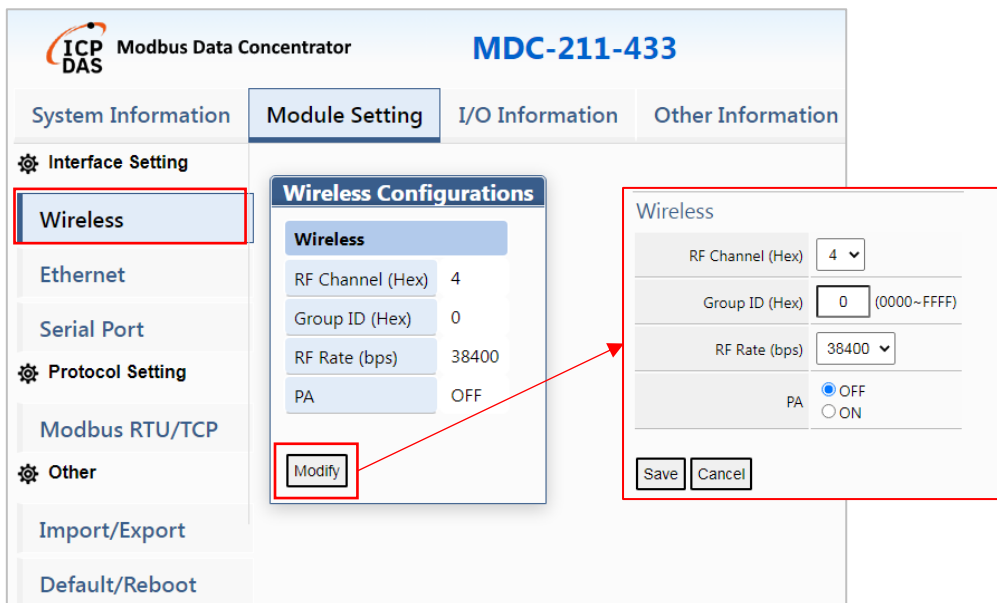 ICP DAS
Modbus Data Concentrator
MDC-211-433
System Information
Module Setting
I/O Information
Other Information
Interface Setting
Wireless
Ethernet
Serial Port
Protocol Setting
Modbus RTU/TCP
Other
Import/Export
Default/Reboot
Wireless Configurations
Wireless
RF Channel (Hex) 4
Group ID (Hex) 0
RF Rate (bps) 38400
PA OFF
Modify
Wireless
RF Channel (Hex) 4
Group ID (Hex) 0 (0000~FFFF)
RF Rate (bps) 38400
PA OFF
ON
Save Cancel